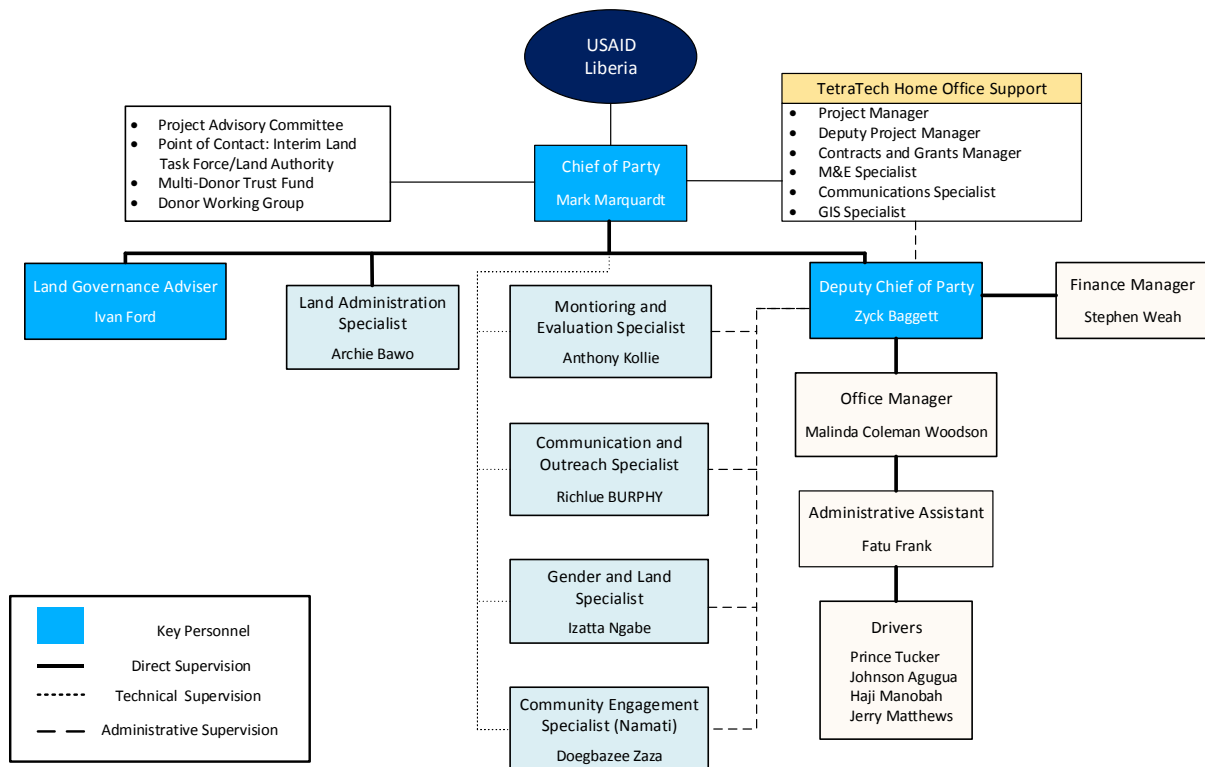 USAID
Liberia
TetraTech Home Office Support
• Project Manager
• Deputy Project Manager
• Contracts and Grants Manager
• M&E Specialist
• Communications Specialist
• GIS Specialist
• Project Advisory Committee
• Point of Contact: Interim Land
Task Force/Land Authority
• Multi-Donor Trust Fund
• Donor Working Group
Chief of Party
Mark Marquardt
Land Governance Adviser
Ivan Ford
Land Administration
Specialist
Archie Bawo
Montioring and
Evaluation Specialist
Anthony Kollie
Deputy Chief of Party
Zyck Baggett
Finance Manager
Stephen Weah
Office Manager
Malinda Coleman Woodson
Communication and
Outreach Specialist
Richlue BURPHY
Administrative Assistant
Fatu Frank
Gender and Land
Specialist
Izatta Ngabe
Drivers
Prince Tucker
Johnson Agugua
Haji Manobah
Jerry Matthews
Community Engagement
Specialist (Namati)
Doegbazee Zaza
Key Personnel
Direct Supervision
Technical Supervision
Administrative Supervision